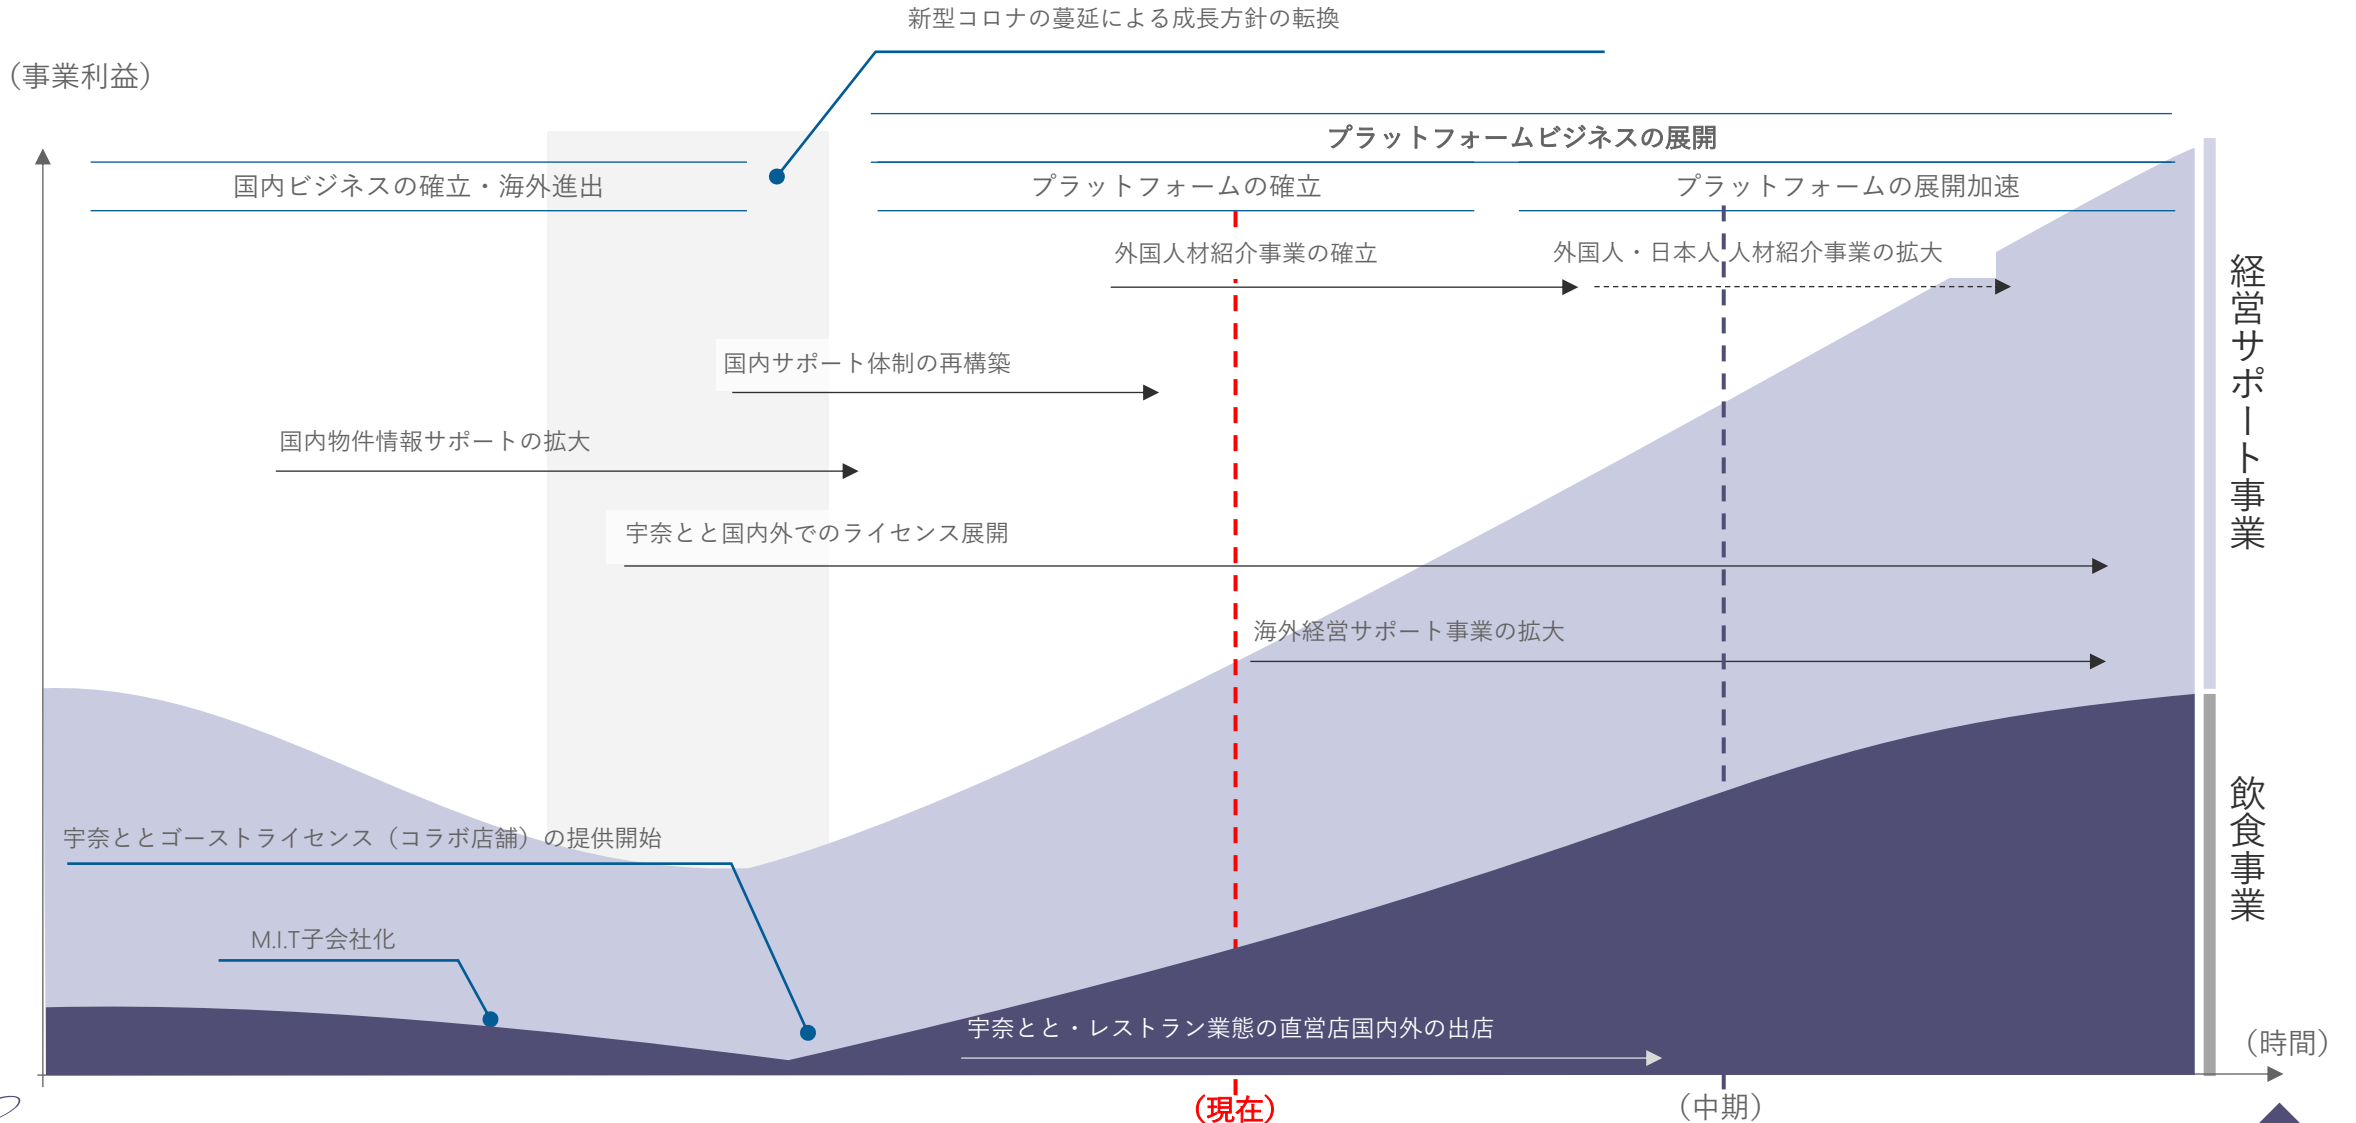 新型コロナの蔓延による成長方針の転換
（事業利益）
プラットフォームビジネスの展開
国内ビジネスの確立・海外進出
プラットフォームの確立
プラットフォームの展開加速
外国人材紹介事業の確立
外国人・日本人 人材紹介事業の拡大
国内サポート体制の再構築
国内物件情報サポートの拡大
宇奈とと国内外でのライセンス展開
海外経営サポート事業の拡大
経営サポート事業
宇奈ととゴーストライセンス（コラボ店舗）の提供開始
飲食事業
M.I.T子会社化
宇奈とと・レストラン業態の直営店国内外の出店
（時間）
（現在）
（中期）